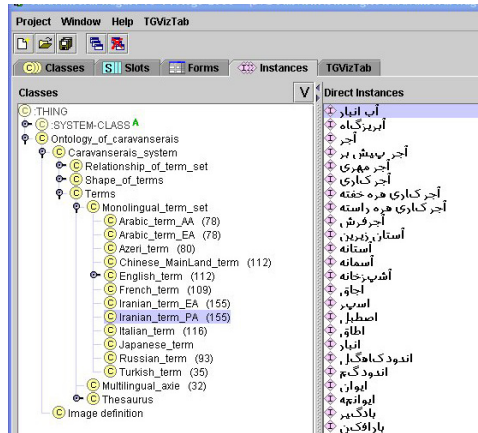 Project Window Help TGVizTab
Classes Slots Forms Instances TGVizTab
Classes V
:THING
:SYSTEM-CLASS A
Ontology_of_caravanserais
Caravanserais_system
Relationship_of_term_set
Shape_of_terms
Terms
Monolingual_term_set
Arabic_term_AA (78)
Arabic_term_EA (78)
Azeri_term (80)
Chinese_MainLand_term (112)
English_term (112)
French_term (109)
Iranian_term_EA (155)
Iranian_term_PA (155)
Italian_term (116)
Japanese_term
Russian_term (93)
Turkish_term (35)
Multilingual_axie (32)
Thesaurus
Image definition
Direct Instances
آب انبار
آبریزگاه
آجر
آجر پیش بر
آجر مهری
آجر کاری
آجر کاری هره خفته
آجر کاری هره راسته
آجرفرش
آستان زیرین
آستانه
آسمانه
آشپزخانه
اجاق
اسپر
اصطبل
اطاق
انبار
اندود کاهگل
اندود گچ
ایوان
ایوانچه
بادگیر
بارافکن